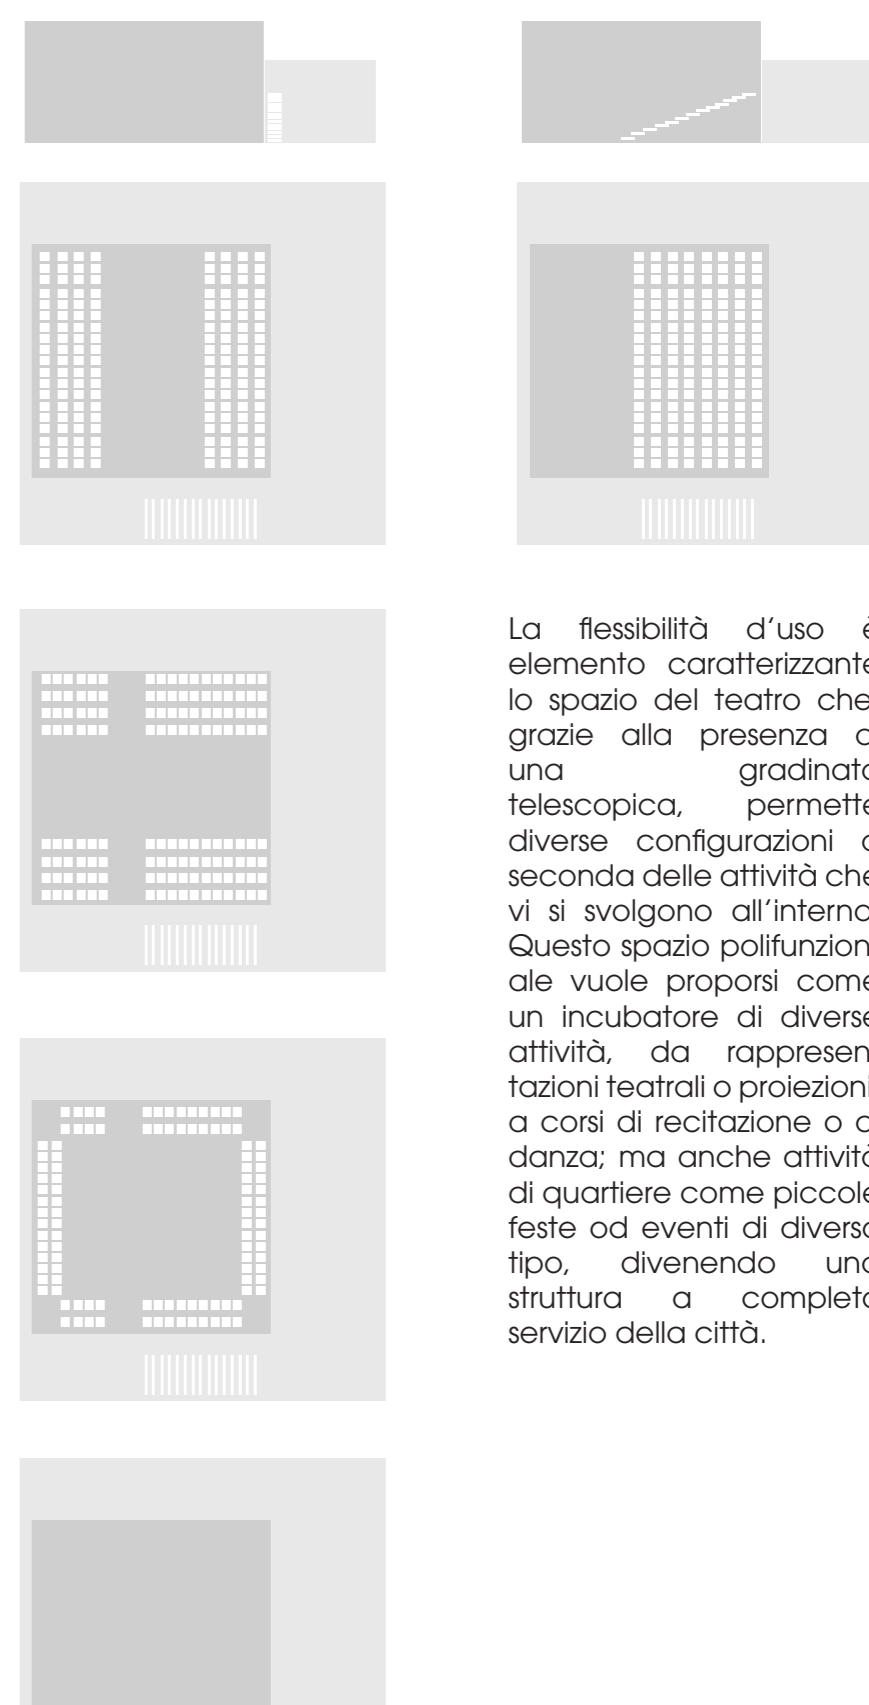 La flessibilità d’uso è
elemento caratterizzante
lo spazio del teatro che
grazie alla presenza
una gradinata
telescopica, permette
diverse configurazioni a
seconda delle attività che
vi si svolgono all’interno
Questo spazio polifunzion
ale vuole proporsi come
un incubatore di diverse
attività, da rappresen
tazioni teatrali o proiezioni
a corsi di recitazione o
danza; ma anche attività
di quartiere come piccole
feste od eventi di diverso
tipo, divenendo una
struttura a completo
servizio della città.